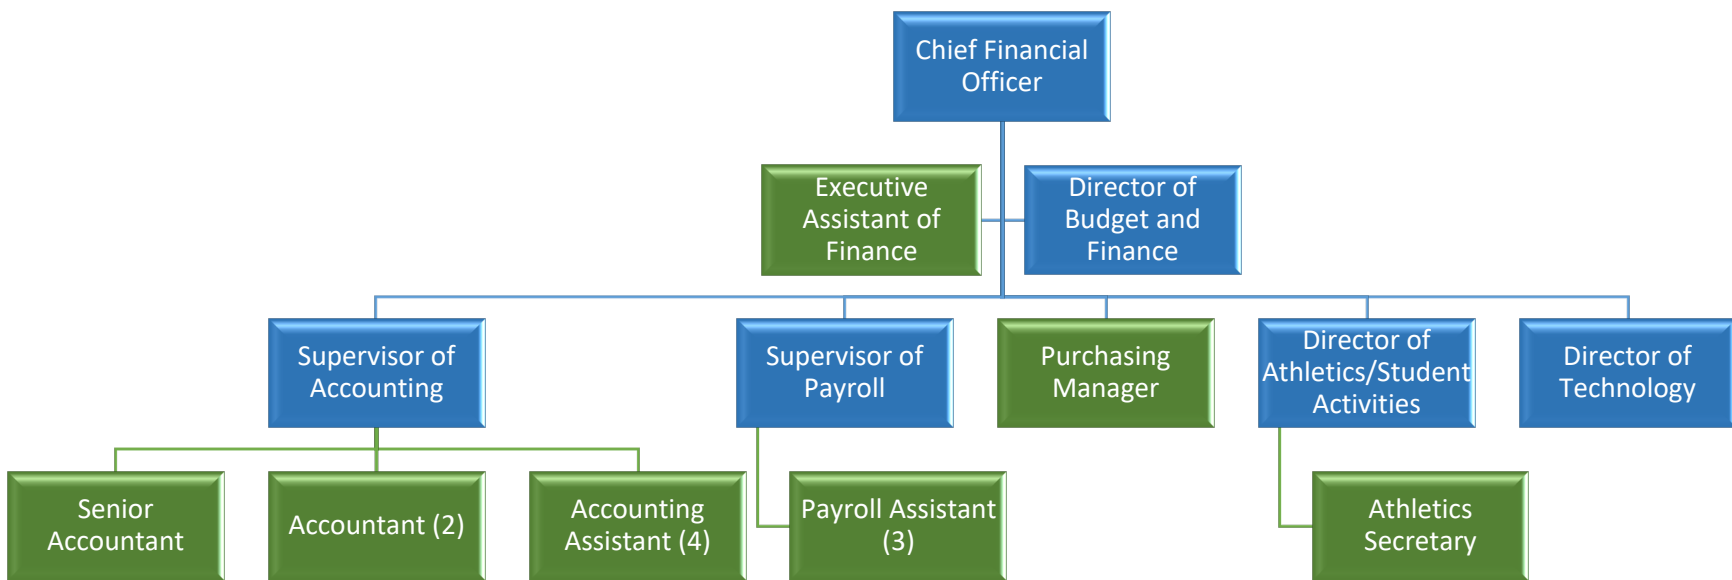 Chief Financial
Officer
Executive
Assistant of
Finance
Director of
Budget and
Finance
Supervisor of
Accounting
Supervisor of
Payroll
Purchasing
Manager
Director of
Athletics/Student
Activities
Director of
Technology
Senior
Accountant
Accountant (2)
Accounting
Assistant (4)
Payroll Assistant
(3)
Athletics
Secretary